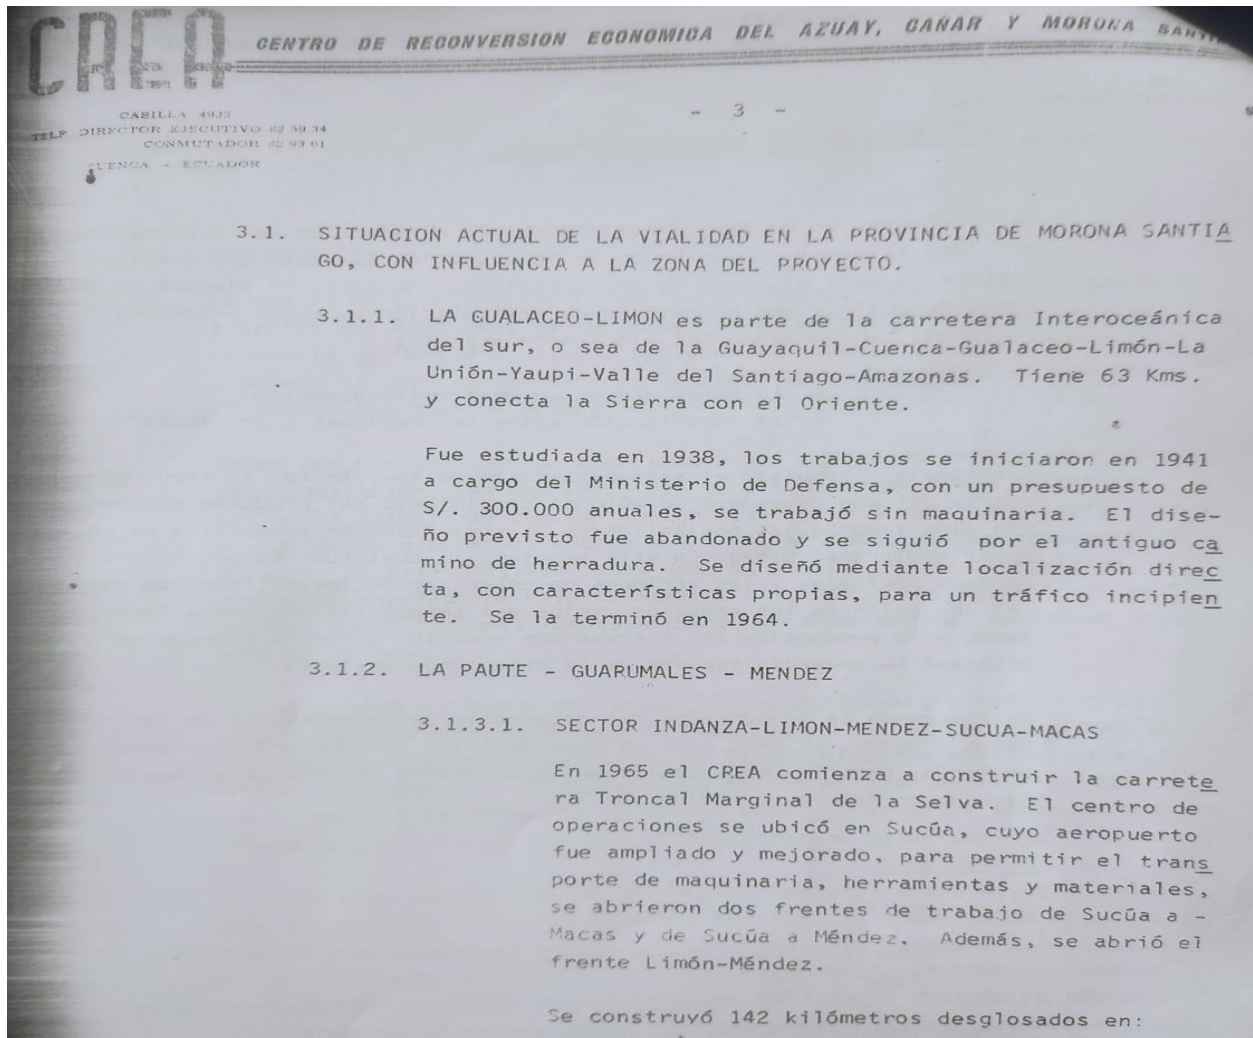 CREA
CENTRO DE RECONVERSION ECONOMICA DEL AZUAY, CAÑAR Y MORONA
CASILLA 4933
TELF DIRECTOR EJECUTIVO 82 59 34
CONMUTADOR 82 93 01
CUENCA - ECUADOR
- 3 -
3.1. SITUACION ACTUAL DE LA VIALIDAD EN LA PROVINCIA DE MORONA SANTIA
GO, CON INFLUENCIA A LA ZONA DEL PROYECTO.
3.1.1. LA GUALACEO-LIMON es parte de la carretera Interoceánica
del sur, o sea de la Guayaquil-Cuenca-Gualaceo-Limón-La
Unión-Yaupi-Valle del Santiago-Amazonas. Tiene 63 Kms.
y conecta la Sierra con el Oriente.
Fue estudiada en 1938, los trabajos se iniciaron en 1941
a cargo del Ministerio de Defensa, con un presupuesto de
S/. 300.000 anuales, se trabajó sin maquinaria. El dise-
ño previsto fue abandonado y se siguió por el antiguo ca
mino de herradura. Se diseñó mediante localización direc
ta, con características propias, para un tráfico incipien
te. Se la terminó en 1964.
3.1.2. LA PAUTE - GUARUMALES - MENDEZ
3.1.3.1. SECTOR INDANZA-LIMON-MENDEZ-SUCUA-MACAS
En 1965 el CREA comienza a construir la carrete
ra Troncal Marginal de la Selva. El centro de
operaciones se ubicó en Sucúa, cuyo aeropuerto
fue ampliado y mejorado, para permitir el trans
porte de maquinaria, herramientas y materiales,
se abrieron dos frentes de trabajo de Sucúa a -
Macas y de Sucúa a Méndez. Además, se abrió el
frente Limón-Méndez.
Se construyó 142 kilómetros desglosados en: